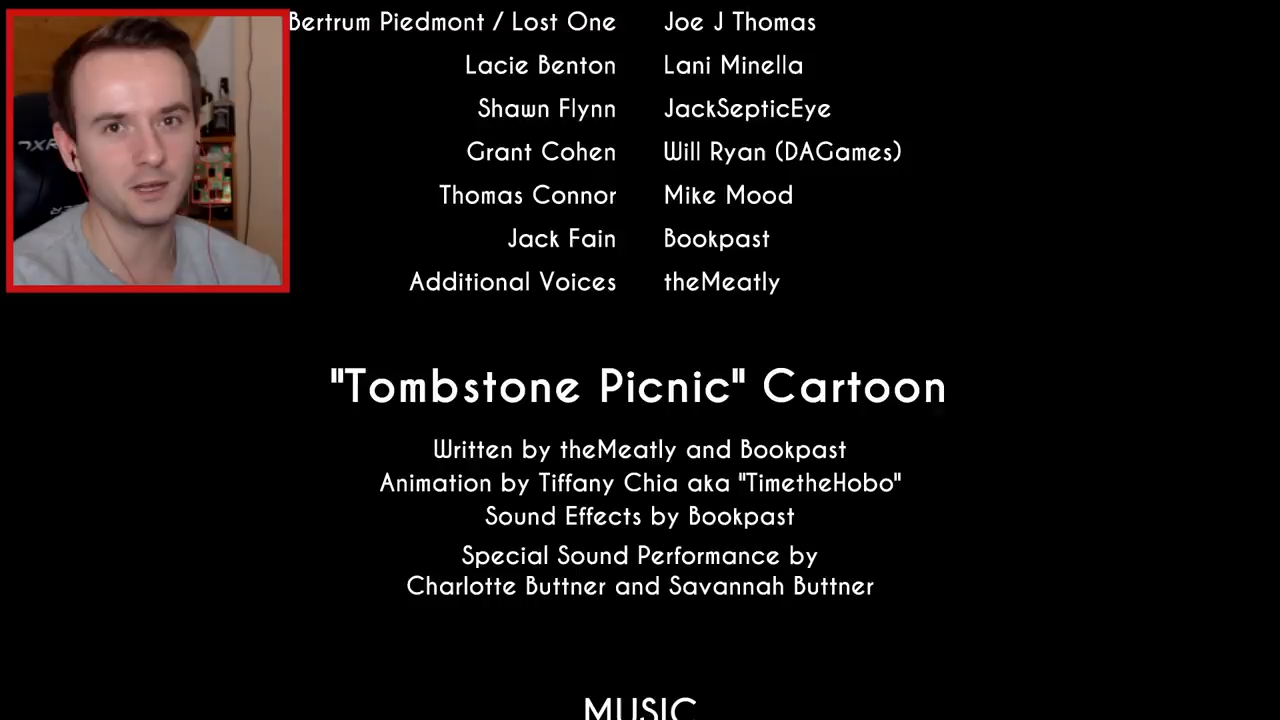 Bertrum Piedmont / Lost One Joe J Thomas
Lacie Benton Lani Minella
Shawn Flynn JackSepticEye
Grant Cohen Will Ryan (DAGames)
Thomas Connor Mike Mood
Jack Fain Bookpast
Additional Voices theMeatly
"Tombstone Picnic" Cartoon
Written by theMeatly and Bookpast
Animation by Tiffany Chia aka "TimetheHobo"
Sound Effects by Bookpast
Special Sound Performance by
Charlotte Buttner and Savannah Buttner
MUSIC